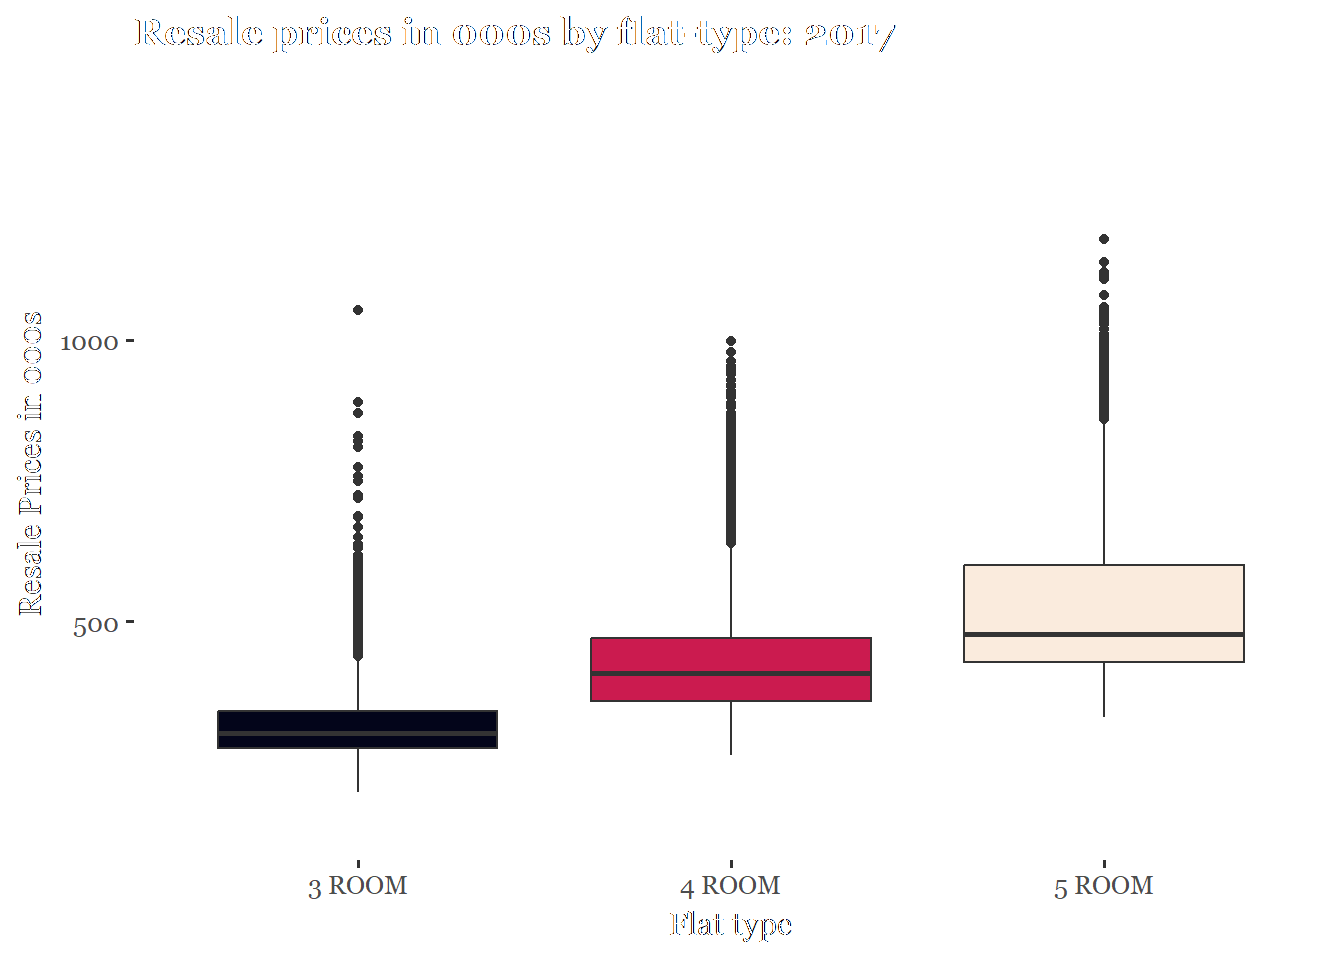 Resale prices in 000s by flat type: 2017
Resale Prices in 000s
1000
500
3 ROOM
4 ROOM
5 ROOM
Flat type